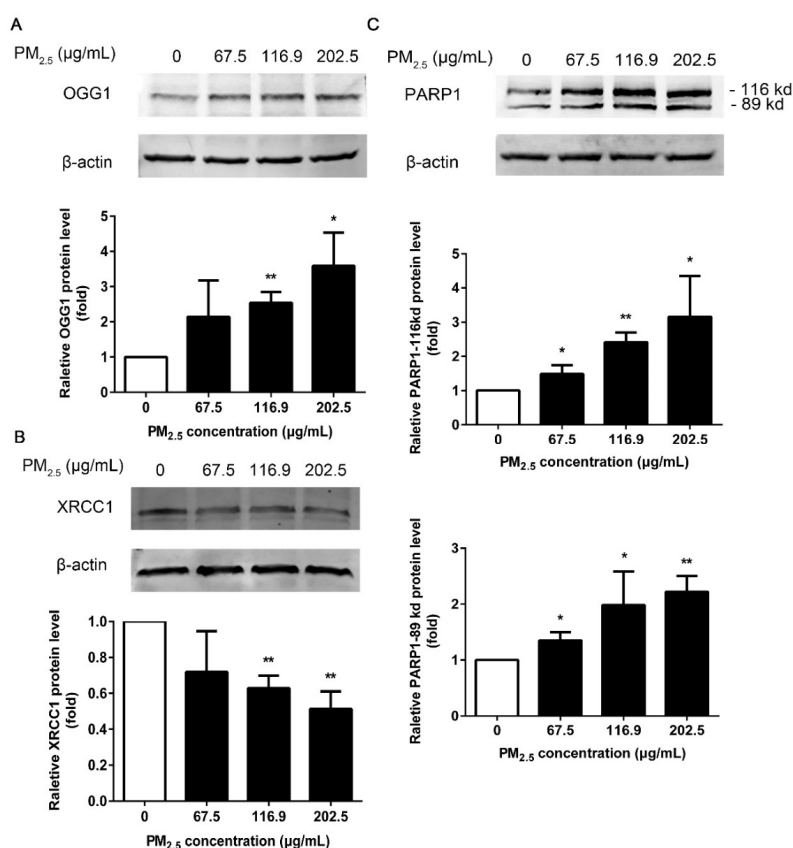 A
PM2.5 (μg/mL) 0 67.5 116.9 202.5
OGG1
β-actin
Raletive OGG1 protein level
(fold)
5
4
3
2
1
0
*
**
0 67.5 116.9 202.5
PM2.5 concentration (μg/mL)
B
PM2.5 (μg/mL) 0 67.5 116.9 202.5
XRCC1
β-actin
Raletive XRCC1 protein level
(fold)
1.0
0.8
0.6
0.4
0.2
0.0
** **
0 67.5 116.9 202.5
PM2.5 concentration (μg/mL)
C
PM2.5 (μg/mL) 0 67.5 116.9 202.5
PARP1
- 116 kd
- 89 kd
β-actin
Raletive PARP1-116kd protein level
(fold)
5
4
3
2
1
0
*
**
*
0 67.5 116.9 202.5
PM2.5 concentration (μg/mL)
Raletive PARP1-89 kd protein level
(fold)
3
2
1
0
* * **
0 67.5 116.9 202.5
PM2.5 concentration (μg/mL)